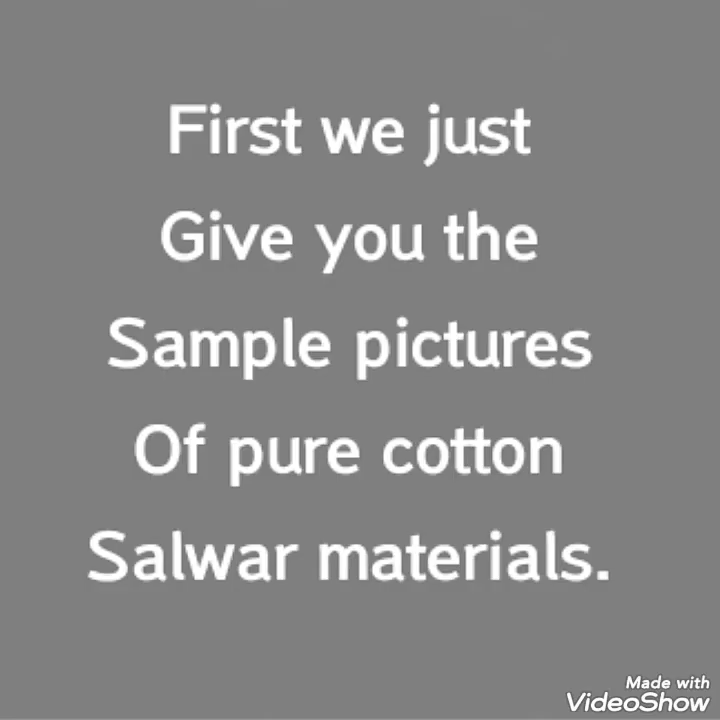 First we just
Give you the
Sample pictures
Of pure cotton
Salwar materials.
Made with
VideoShow